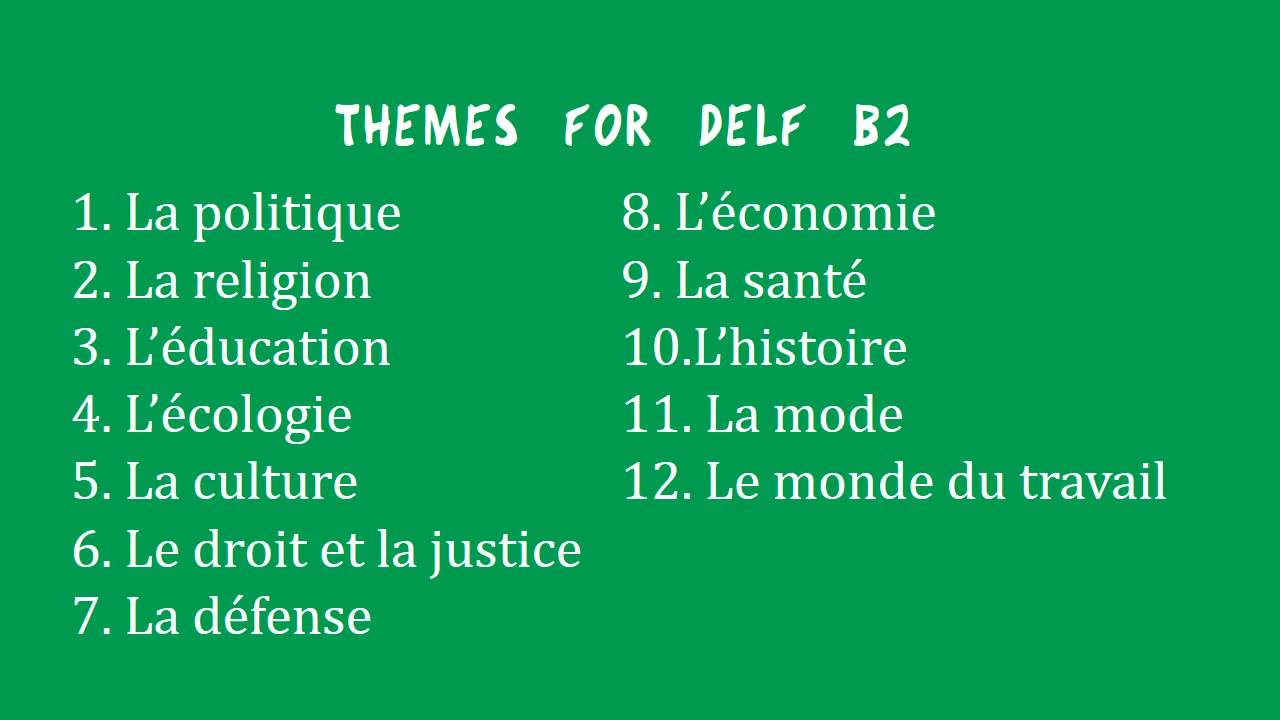 THEMES FOR DELF B2
1. La politique
2. La religion
3. L’éducation
4. L’écologie
5. La culture
6. Le droit et la justice
7. La défense
8. L’économie
9. La santé
10.L’histoire
11. La mode
12. Le monde du travail